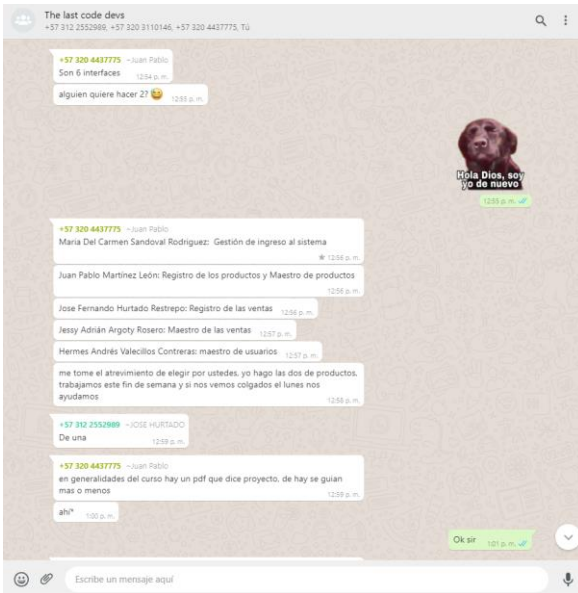 The last code devs
+57 312 2552989, +57 320 3110146, +57 320 4437775, Tú
+57 320 4437775 ~Juan Pablo
Son 6 interfaces 12:54 p. m.
alguien quiere hacer 2? 😅 12:55 p. m.
Hola Dios, soy
yo de nuevo
12:55 p. m.
+57 320 4437775 ~Juan Pablo
Maria Del Carmen Sandoval Rodriguez: Gestión de ingreso al sistema
12:56 p. m.
Juan Pablo Martínez León: Registro de los productos y Maestro de productos
12:56 p. m.
Jose Fernando Hurtado Restrepo: Registro de las ventas 12:56 p. m.
Jessy Adrián Argoty Rosero: Maestro de las ventas 12:57 p. m.
Hermes Andrés Valecillos Contreras: maestro de usuarios 12:57 p. m.
me tome el atrevimiento de elegir por ustedes, yo hago las dos de productos,
trabajamos este fin de semana y si nos vemos colgados el lunes nos
ayudamos
12:58 p. m.
+57 312 2552989 ~JOSE HURTADO
De una 12:59 p. m.
+57 320 4437775 ~Juan Pablo
en generalidades del curso hay un pdf que dice proyecto, de hay se guian
mas o menos
12:59 p. m.
ahí* 1:00 p. m.
Ok sir 1:01 p. m.
Escribe un mensaje aquí